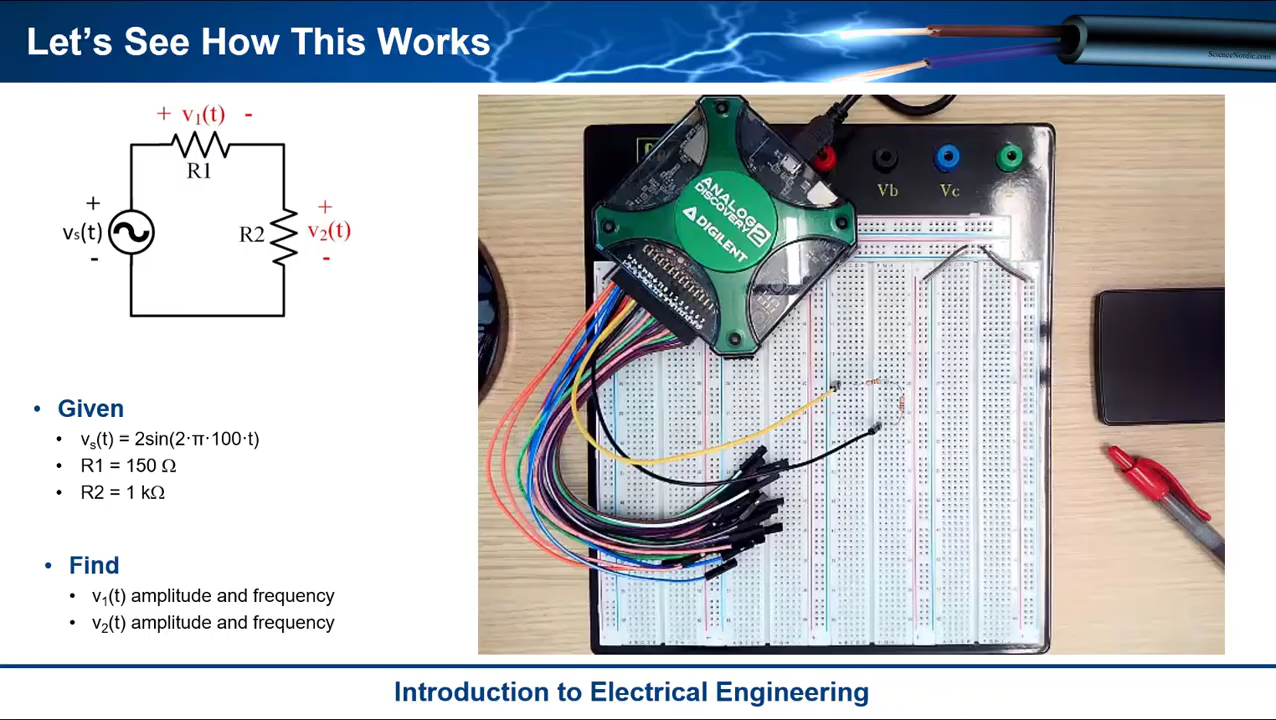 Let's See How This Works
ScienceNordic.com
+ v₁(t) -
R1
+
vₛ(t)
-
R2
+
v₂(t)
-
Vb
Vc
ANALOG
DISCOVERY 2
DIGILENT
• Given
• vₛ(t) = 2sin(2·π·100·t)
• R1 = 150 Ω
• R2 = 1 kΩ
• Find
• v₁(t) amplitude and frequency
• v₂(t) amplitude and frequency
Introduction to Electrical Engineering